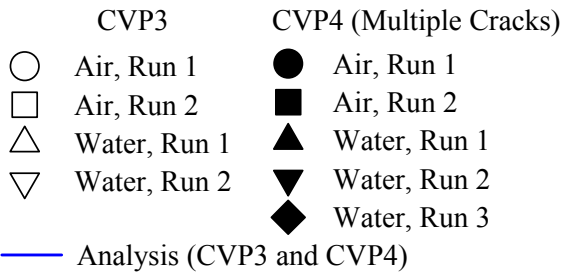 CVP3 CVP4 (Multiple Cracks)
Air, Run 1 Air, Run 1
Air, Run 2 Air, Run 2
Water, Run 1 Water, Run 1
Water, Run 2 Water, Run 2
Water, Run 3
Analysis (CVP3 and CVP4)